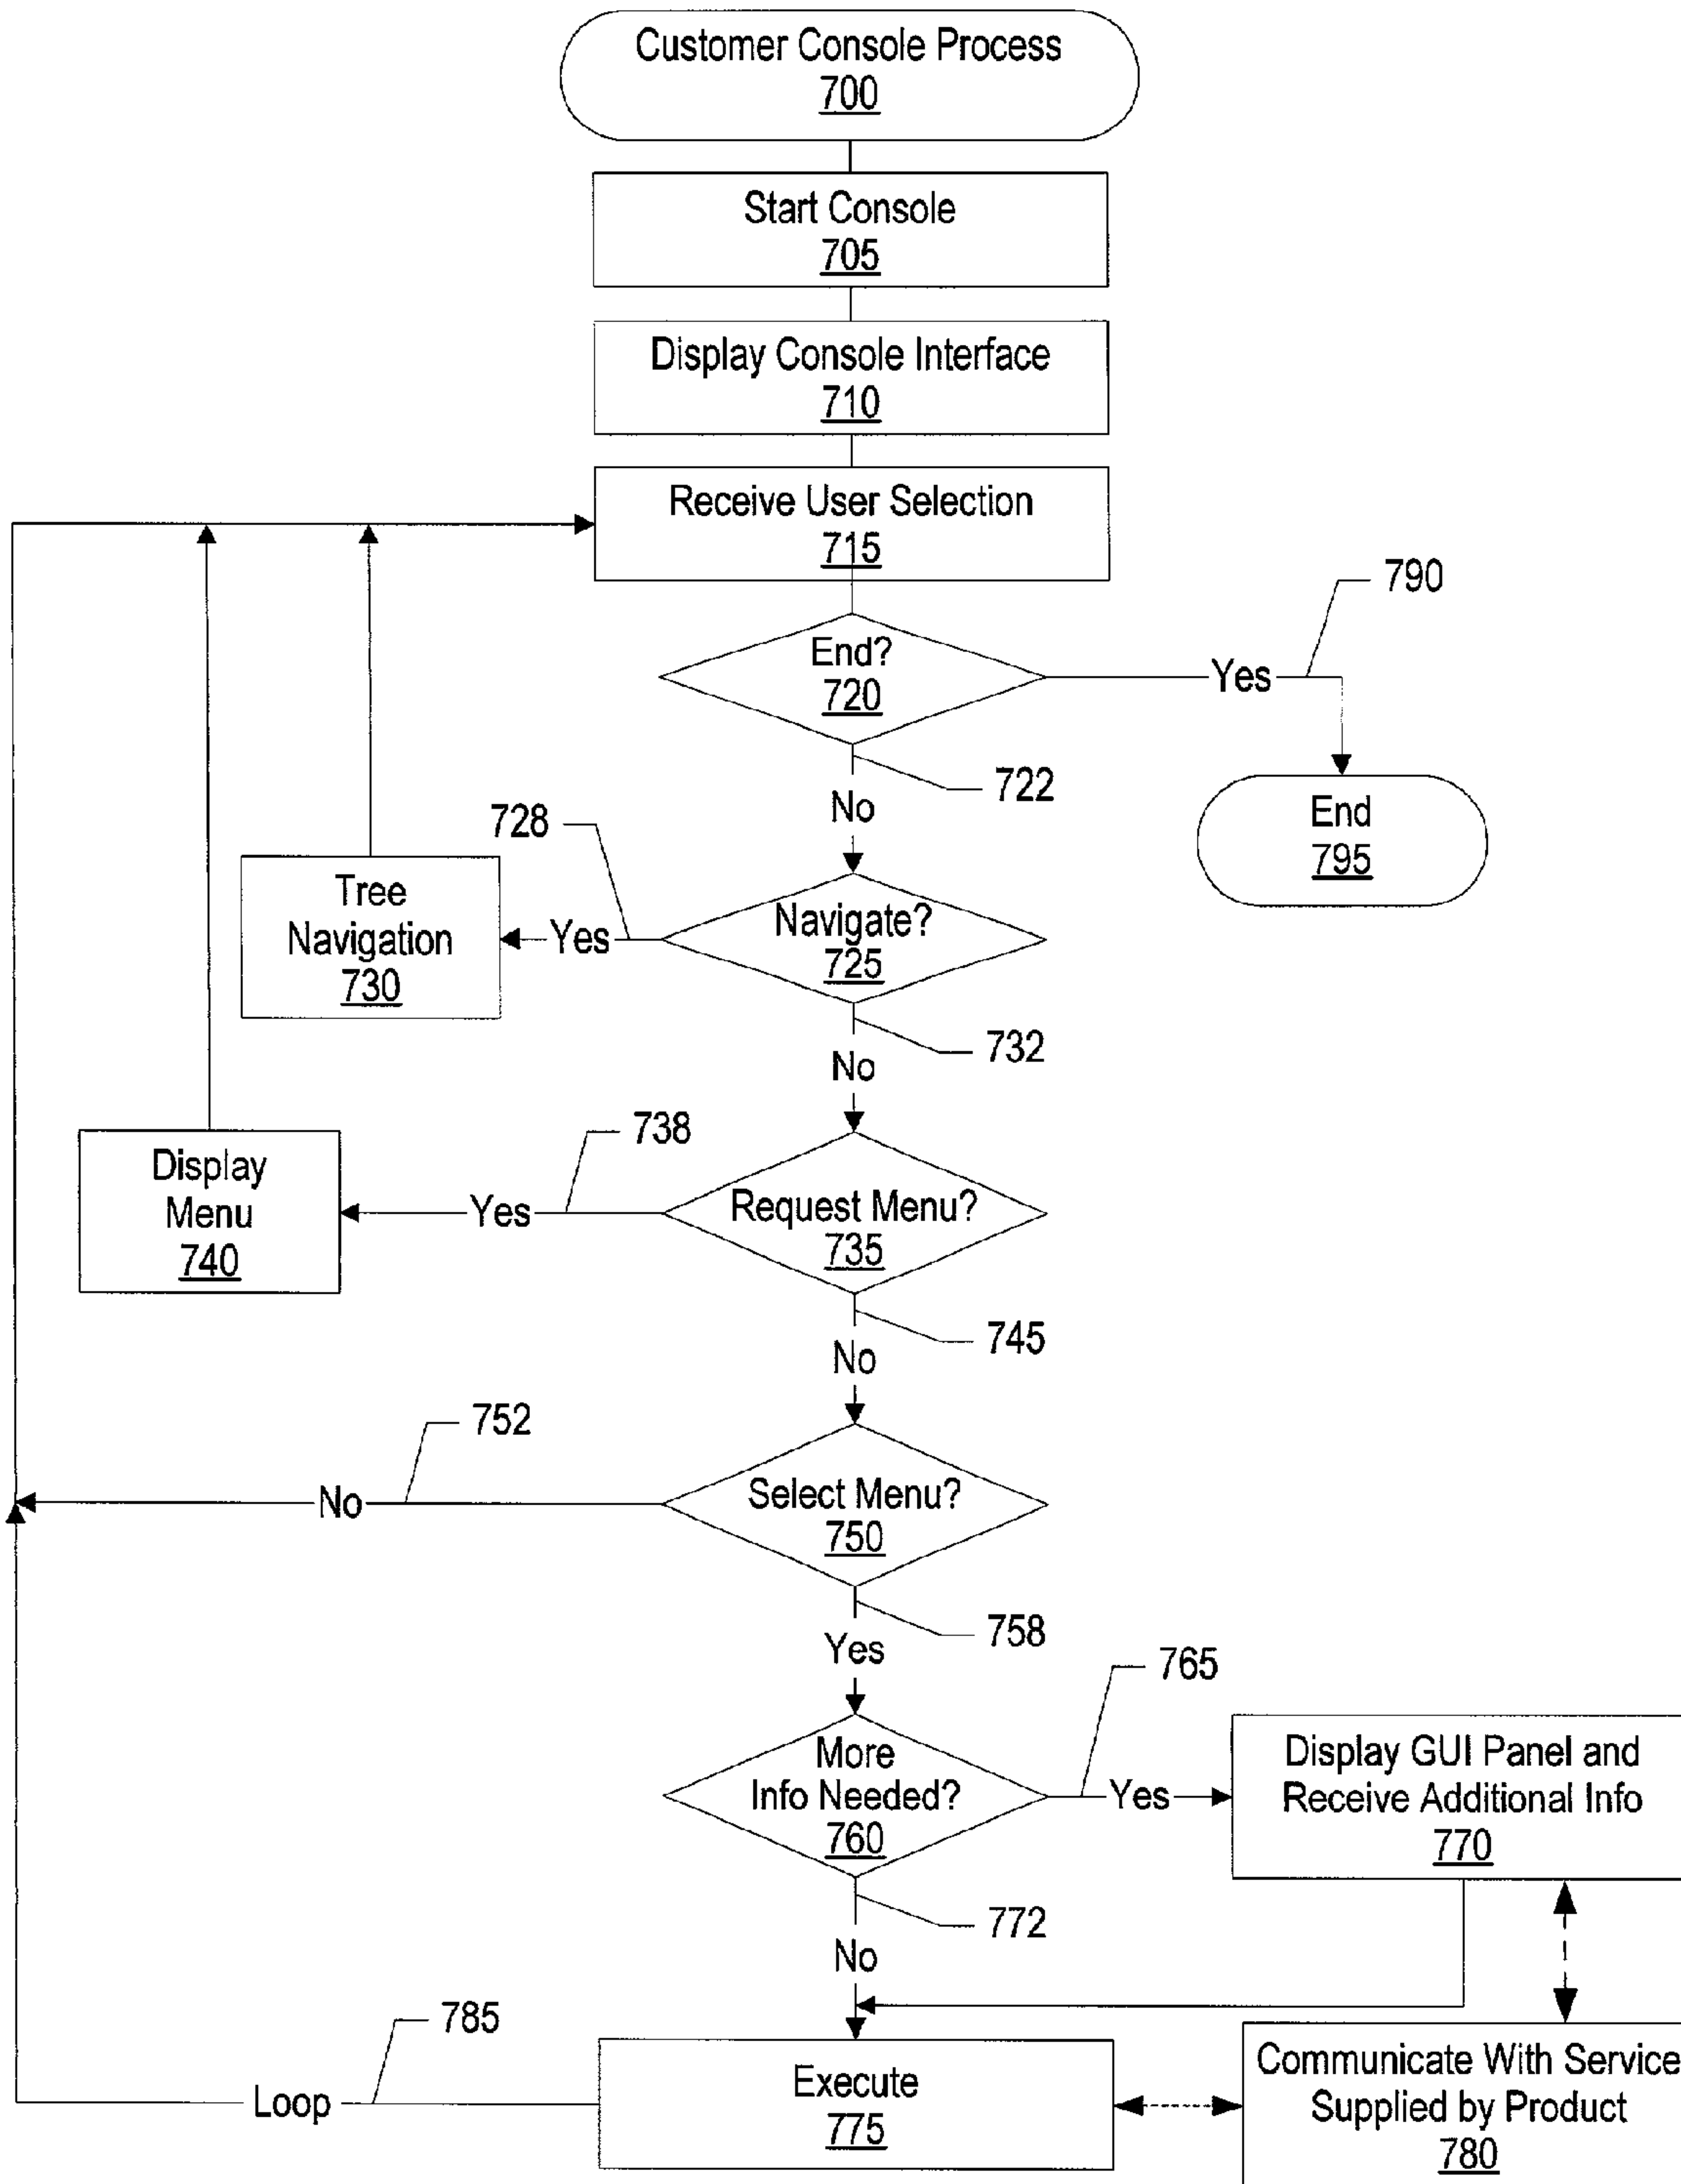 Customer Console Process
700
Start Console
705
Display Console Interface
710
Receive User Selection
715
790
End?
720
Yes
722
No
End
795
728
Tree
Navigation
730
Yes
Navigate?
725
732
No
738
Display
Menu
740
Yes
Request Menu?
735
745
No
752
No
Select Menu?
750
758
Yes
765
More
Info Needed?
760
Yes
Display GUI Panel and
Receive Additional Info
770
772
No
785
Loop
Execute
775
Communicate With Service
Supplied by Product
780